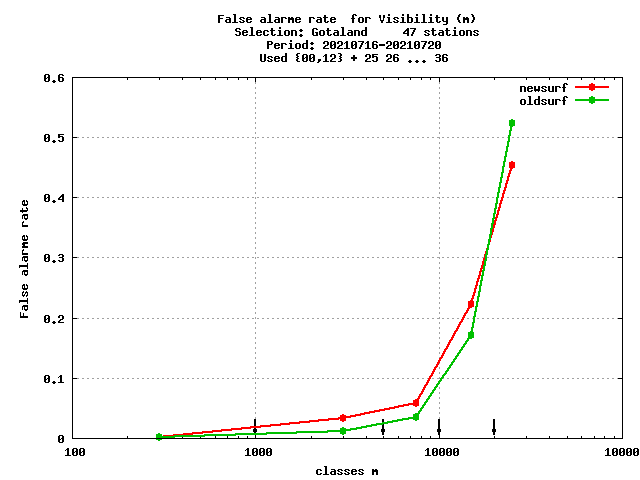 False alarme rate  for Visibility (m)
Selection: Gotaland     47 stations
Period: 20210716-20210720
Used {00,12} + 25 26 ... 36
newsurf
oldsurf
0.6
0.5
0.4
0.3
0.2
0.1
0
False alarme rate
100
1000
10000
10000
classes m